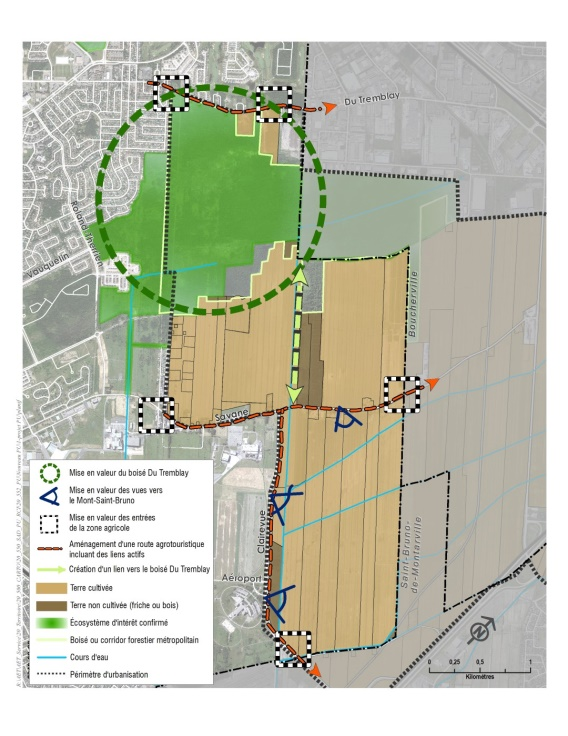 Du Tremblay
Roland-Therrien
Vauquelin
Boucherville
Savane
Clairevue
Aéroport
Saint-Bruno-
de-Montarville
Mise en valeur du boisé Du Tremblay
Mise en valeur des vues vers
le Mont-Saint-Bruno
Mise en valeur des entrées
de la zone agricole
Aménagement d'une route agrotouristique
incluant des liens actifs
Création d'un lien vers le boisé Du Tremblay
Terre cultivée
Terre non cultivée (friche ou bois)
Écosystème d'intérêt confirmé
Boisé ou corridor forestier métropolitain
Cours d'eau
Périmètre d'urbanisation
N
0 0,25 0,5 1
Kilomètres